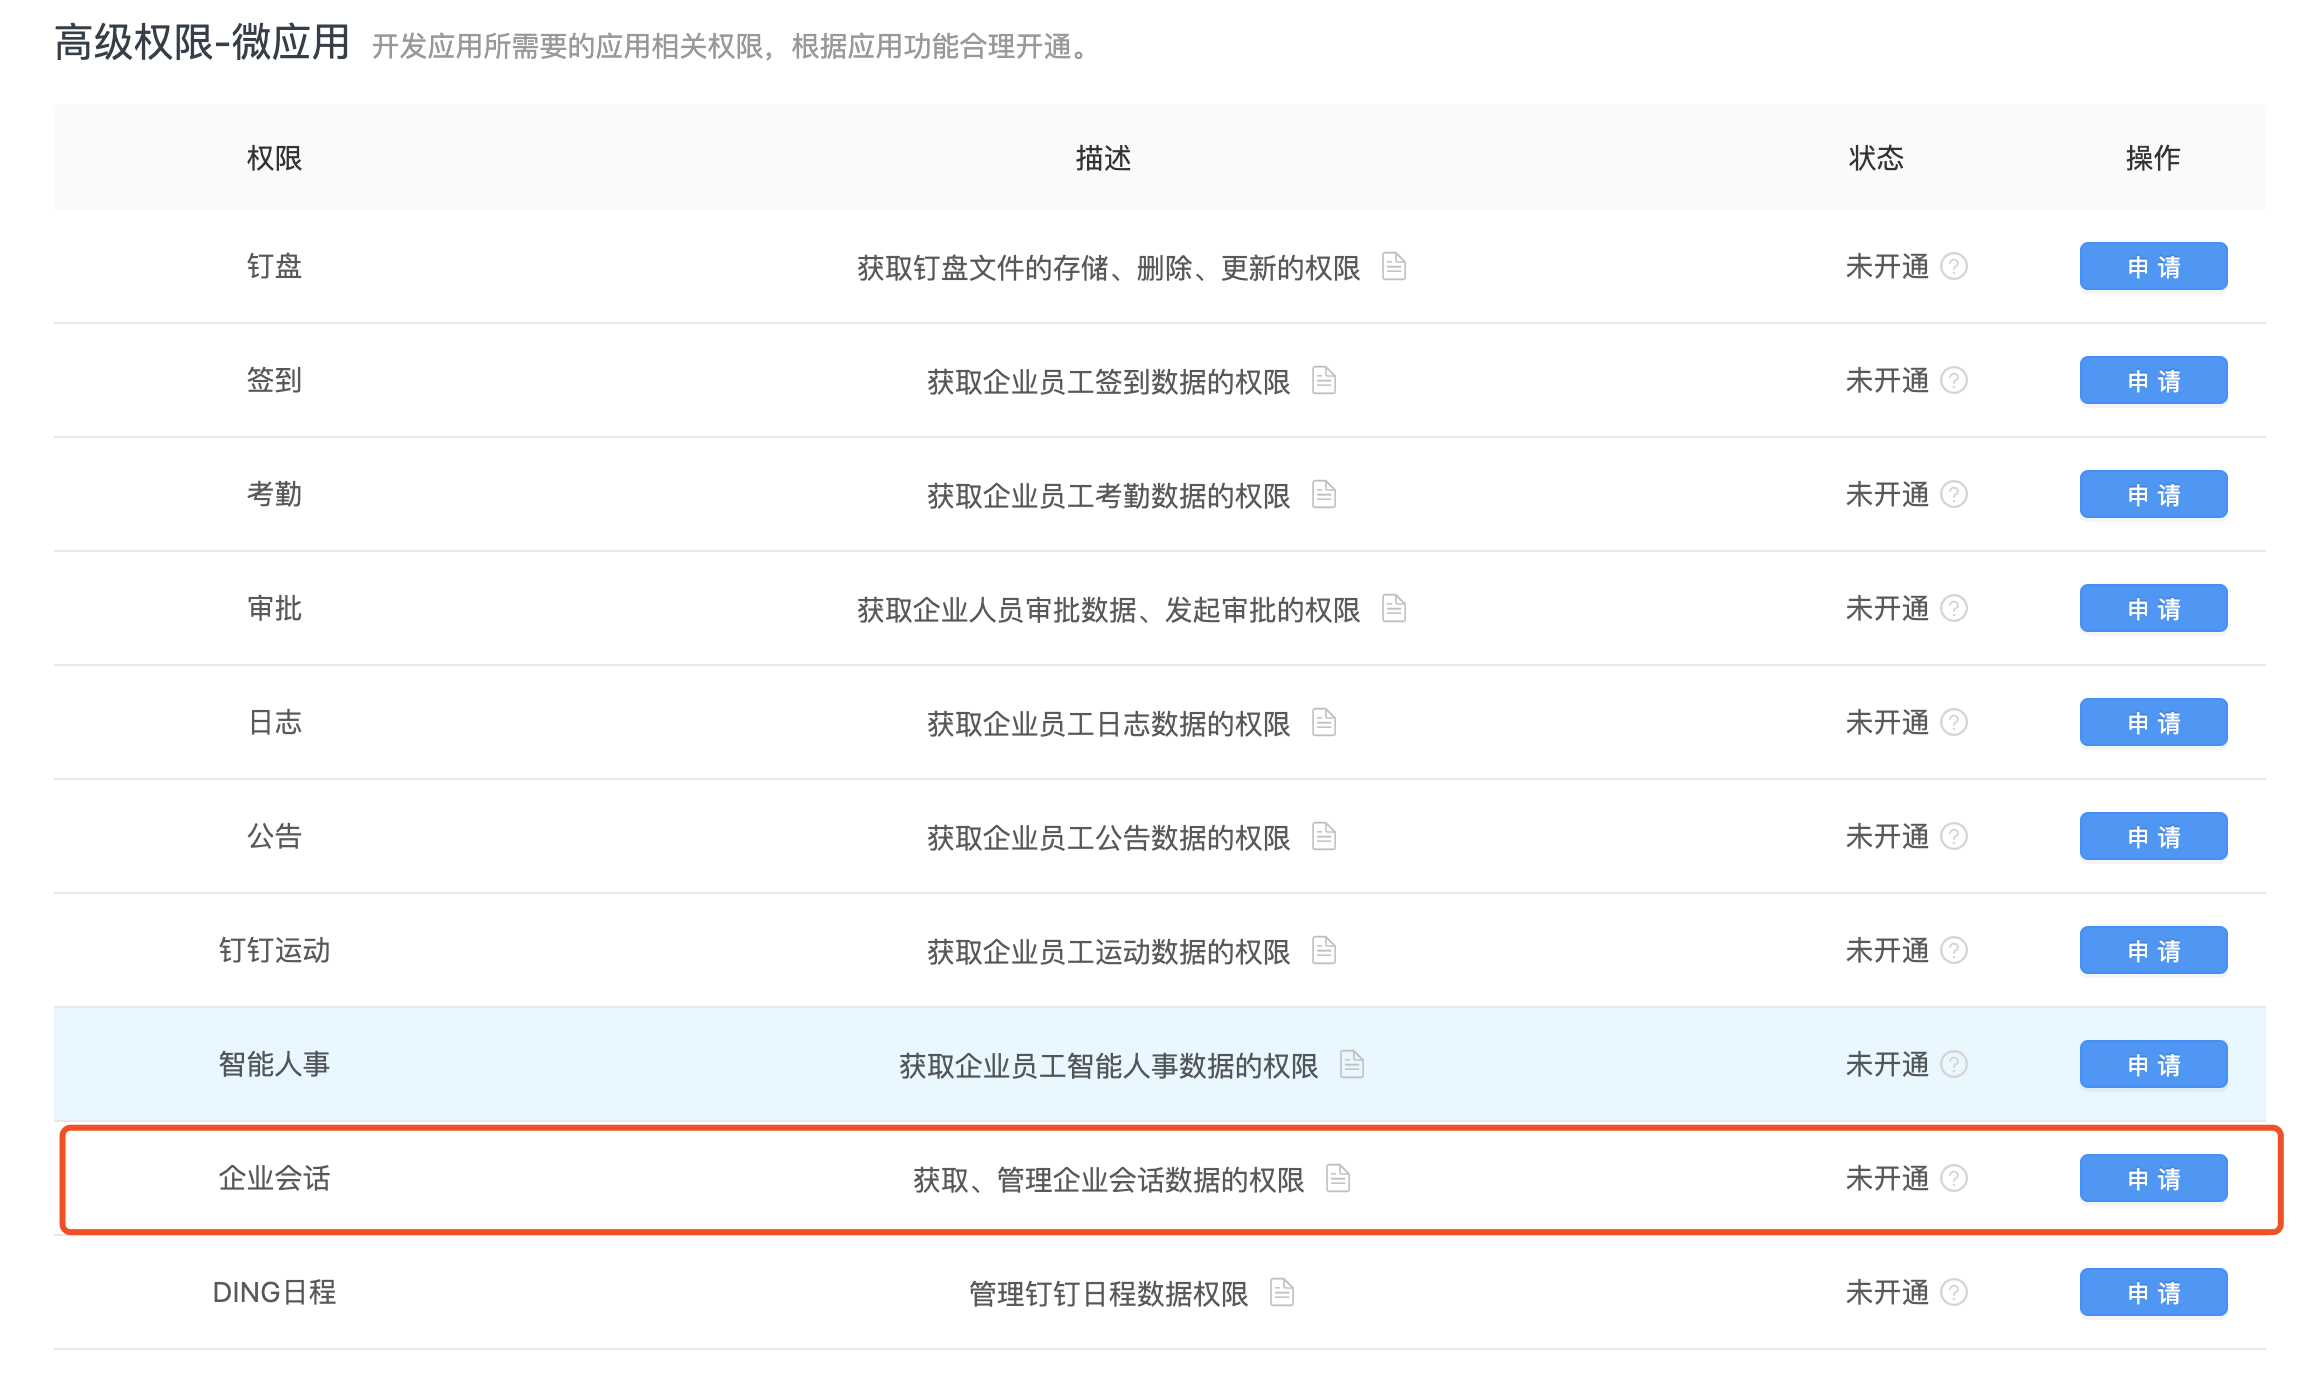 高级权限-微应用 开发应用所需要的应用相关权限，根据应用功能合理开通。
权限 描述 状态 操作
钉盘 获取钉盘文件的存储、删除、更新的权限 未开通 ? 申 请
签到 获取企业员工签到数据的权限 未开通 ? 申 请
考勤 获取企业员工考勤数据的权限 未开通 ? 申 请
审批 获取企业人员审批数据、发起审批的权限 未开通 ? 申 请
日志 获取企业员工日志数据的权限 未开通 ? 申 请
公告 获取企业员工公告数据的权限 未开通 ? 申 请
钉钉运动 获取企业员工运动数据的权限 未开通 ? 申 请
智能人事 获取企业员工智能人事数据的权限 未开通 ? 申 请
企业会话 获取、管理企业会话数据的权限 未开通 ? 申 请
DING日程 管理钉钉日程数据权限 未开通 ? 申 请